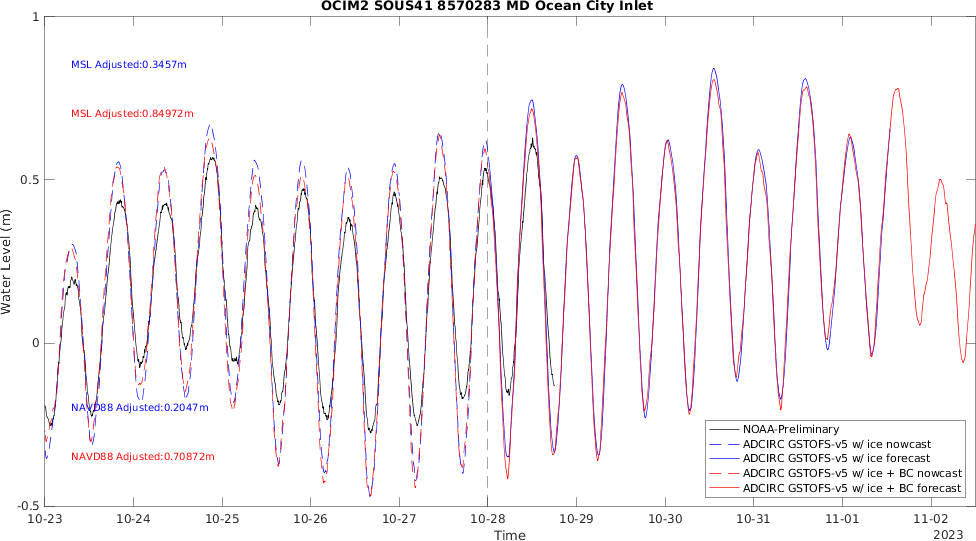 OCIM2 SOUS41 8570283 MD Ocean City Inlet
1
MSL Adjusted:0.3457m
MSL Adjusted:0.84972m
0.5
Water Level (m)
0
NAVD88 Adjusted:0.2047m
NAVD88 Adjusted:0.70872m
NOAA-Preliminary
ADCIRC GSTOFS-v5 w/ ice nowcast
ADCIRC GSTOFS-v5 w/ ice forecast
ADCIRC GSTOFS-v5 w/ ice + BC nowcast
ADCIRC GSTOFS-v5 w/ ice + BC forecast
-0.5
10-23 10-24 10-25 10-26 10-27 10-28 10-29 10-30 10-31 11-01 11-02
Time 2023